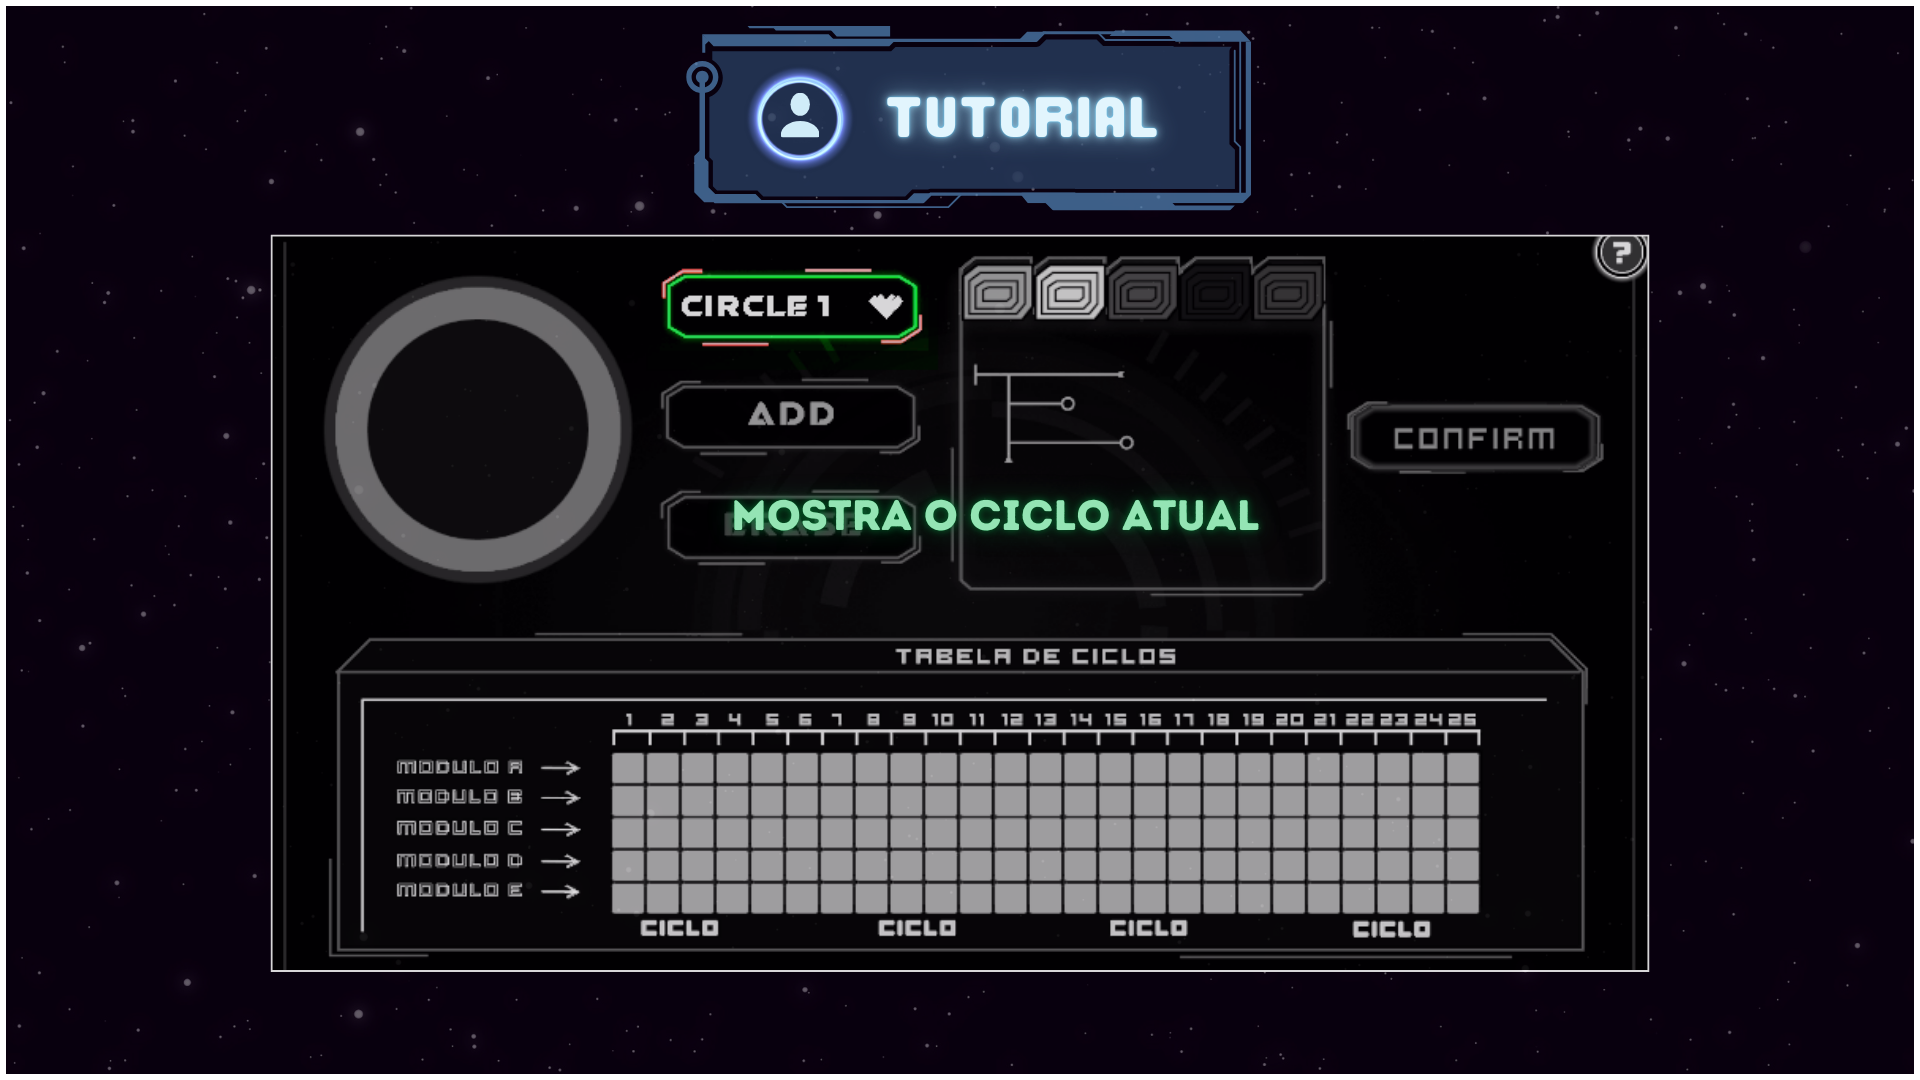 TUTORIAL
?
CIRCLE 1
ADD
CONFIRM
MOSTRA O CICLO ATUAL
TABELA DE CICLOS
1 2 3 4 5 6 7 8 9 10 11 12 13 14 15 16 17 18 19 20 21 22 23 24 25
MODULO A
MODULO B
MODULO C
MODULO D
MODULO E
CICLO CICLO CICLO CICLO